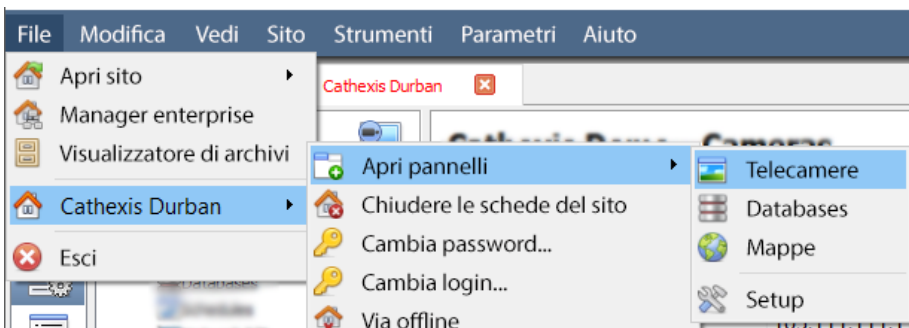 File Modifica Vedi Sito Strumenti Parametri Aiuto
Apri sito
Manager enterprise
Visualizzatore di archivi
Cathexis Durban
Esci
Cathexis Durban
Apri pannelli
Chiudere le schede del sito
Cambia password...
Cambia login...
Via offline
Telecamere
Databases
Mappe
Setup
Databases